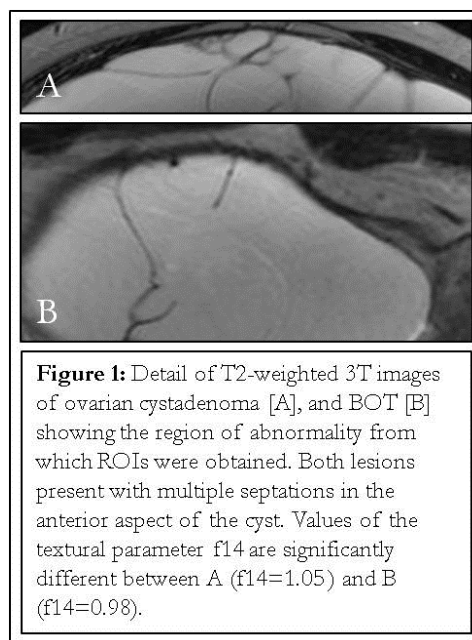 A
B
Figure 1: Detail of T2-weighted 3T images
of ovarian cystadenoma [A], and BOT [B]
showing the region of abnormality from
which ROIs were obtained. Both lesions
present with multiple septations in the
anterior aspect of the cyst. Values of the
textural parameter f14 are significantly
different between A (f14=1.05) and B
(f14=0.98).